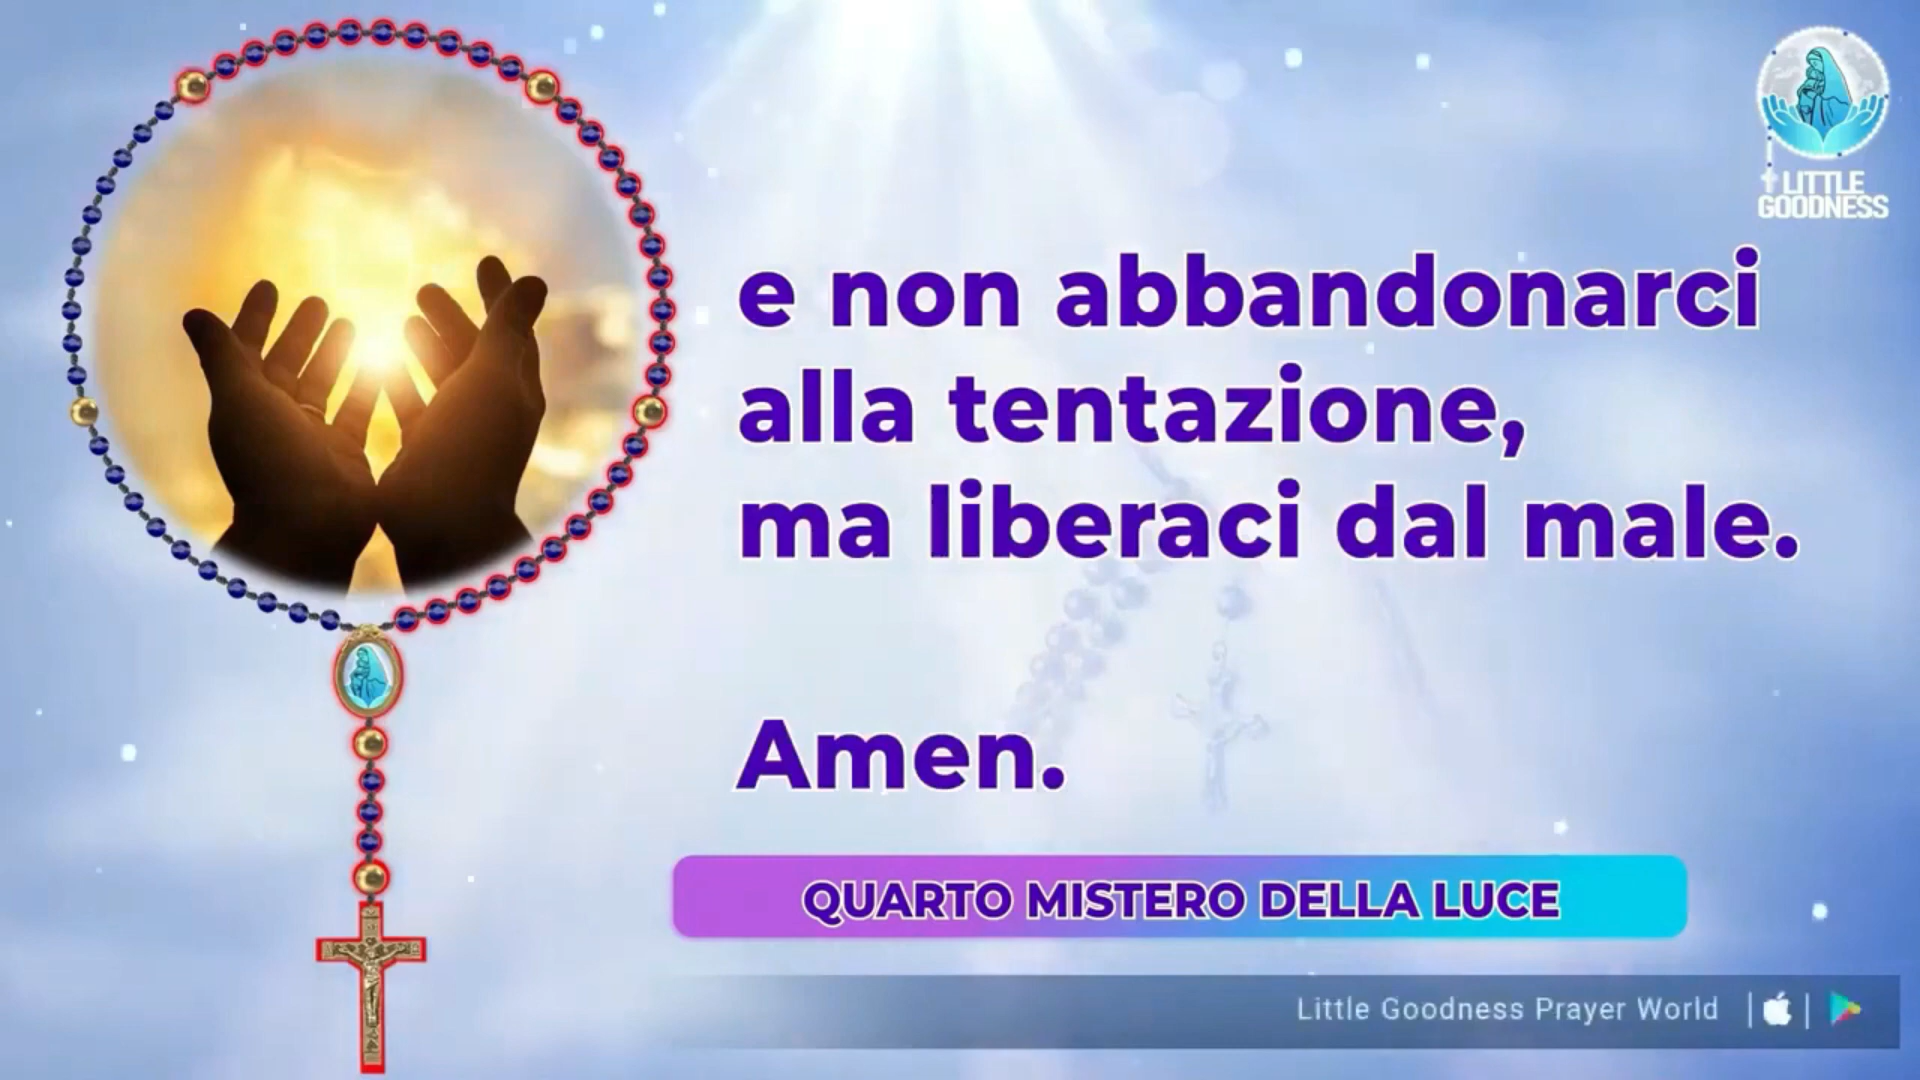 LITTLE
GOODNESS
e non abbandonarci
alla tentazione,
ma liberaci dal male.
Amen.
QUARTO MISTERO DELLA LUCE
Little Goodness Prayer World